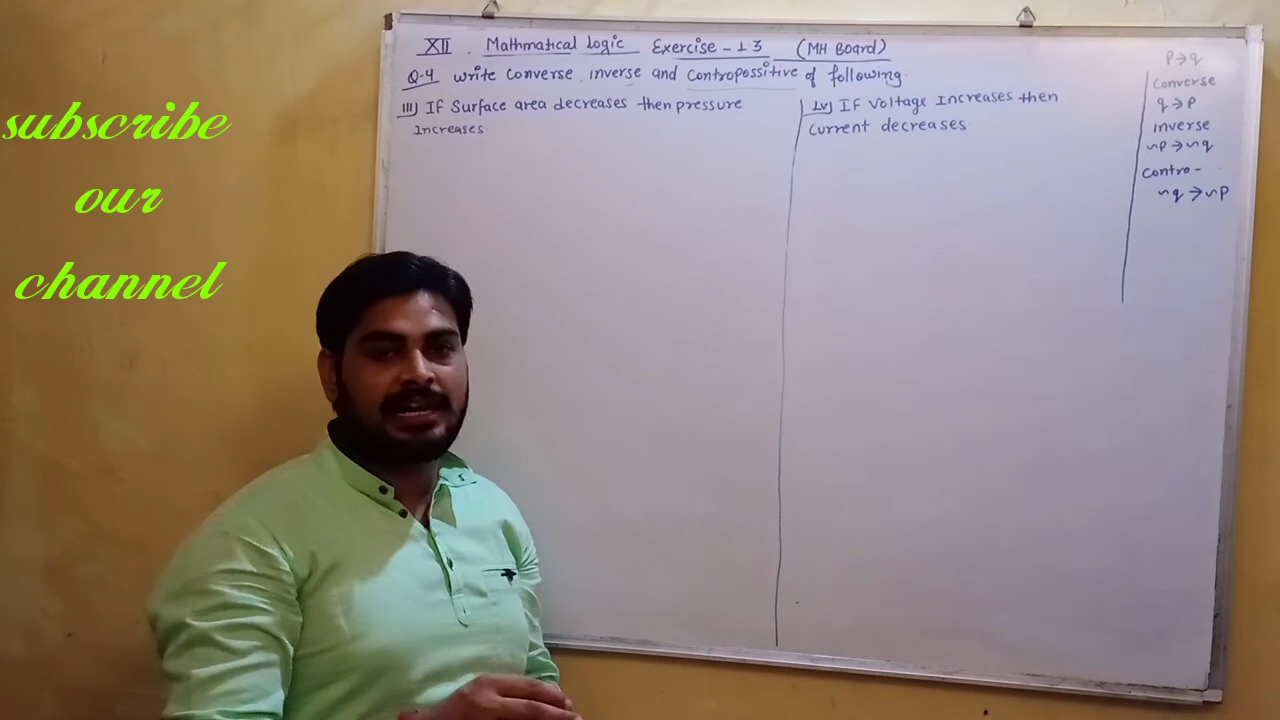 subscribe
our
channel
XII . Mathmatical Logic Exercise - 1.3 (MH Board)
Q-4 write converse, inverse and contropossitive of following.
III) IF Surface area decreases then pressure
Increases.
IV) IF Voltage Increases then
current decreases.
P→q
Converse
q→P
inverse
~P→~q
Contro-
~q→~P